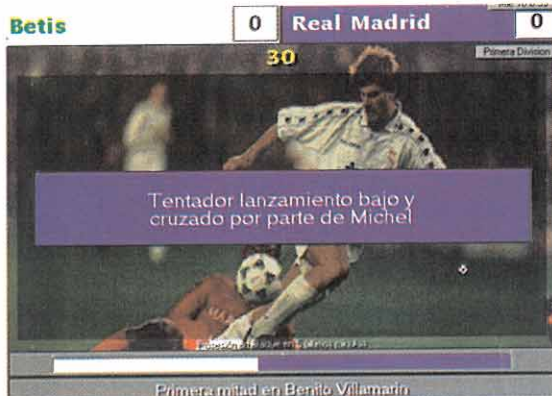 Betis 0 Real Madrid 0
30
Primera Division
Tentador lanzamiento bajo y
cruzado por parte de Michel
Primera mitad en Benito Villamarin